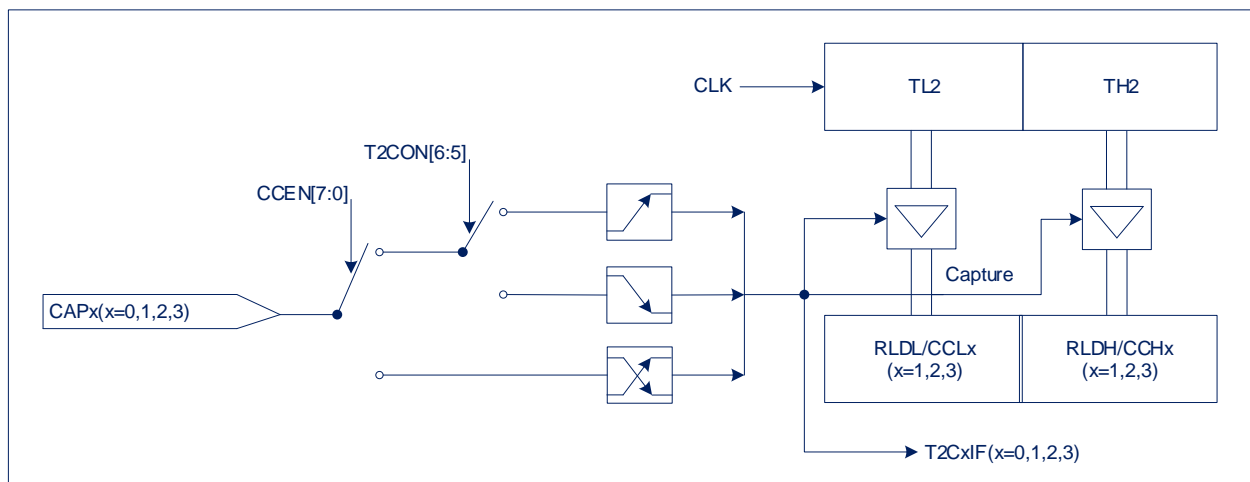 CLK
TL2
TH2
T2CON[6:5]
CCEN[7:0]
Capture
CAPx(x=0,1,2,3)
RLDL/CCLx
(x=1,2,3)
RLDH/CCHx
(x=1,2,3)
T2CxIF(x=0,1,2,3)